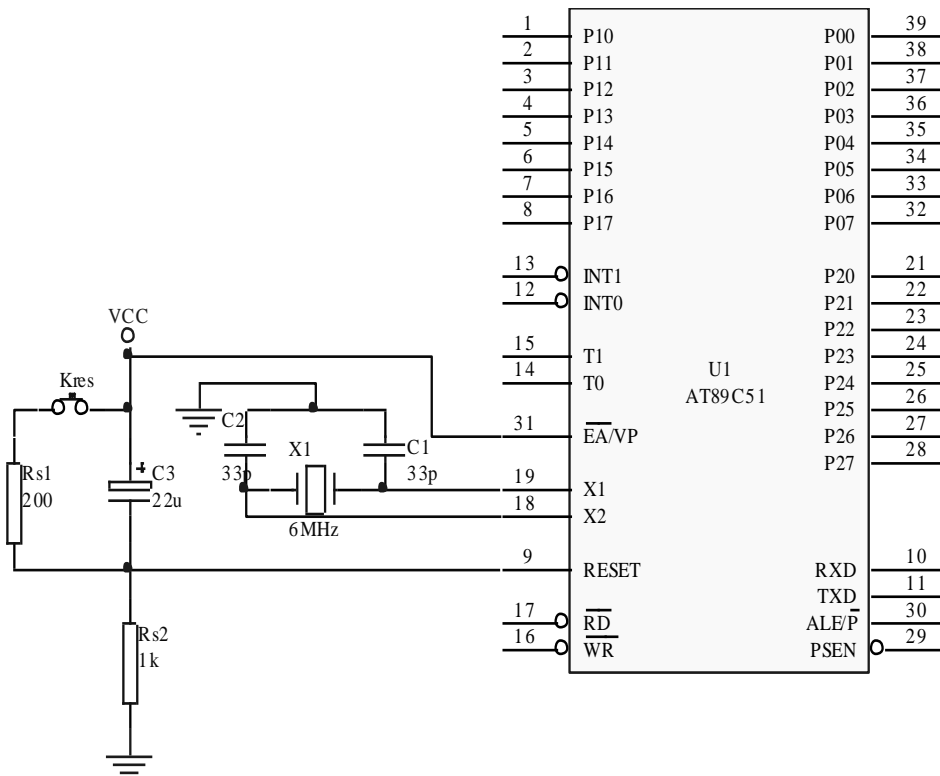 1 P10 P00 39
2 P11 P01 38
3 P12 P02 37
4 P13 P03 36
5 P14 P04 35
6 P15 P05 34
7 P16 P06 33
8 P17 P07 32
13 INT1 P20 21
12 INT0 P21 22
P22 23
15 T1 P23 24
14 T0 P24 25
P25 26
31 EA/VP P26 27
P27 28
19 X1
18 X2
9 RESET RXD 10
TXD 11
17 RD ALE/P 30
16 WR PSEN 29
U1
AT89C51
VCC
Kres
Rs1
200
C3
22u
C2
33p
X1
6MHz
C1
33p
Rs2
1k